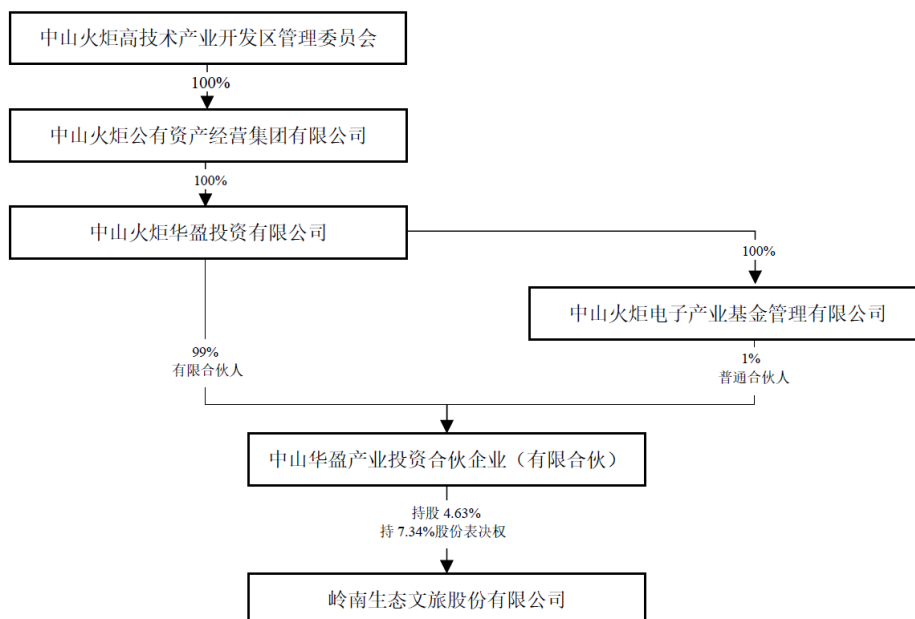 中山火炬高技术产业开发区管理委员会
100%
中山火炬公有资产经营集团有限公司
100%
中山火炬华盈投资有限公司
100%
中山火炬电子产业基金管理有限公司
99%
有限合伙人
1%
普通合伙人
中山华盈产业投资合伙企业（有限合伙）
持股 4.63%
持 7.34%股份表决权
岭南生态文旅股份有限公司